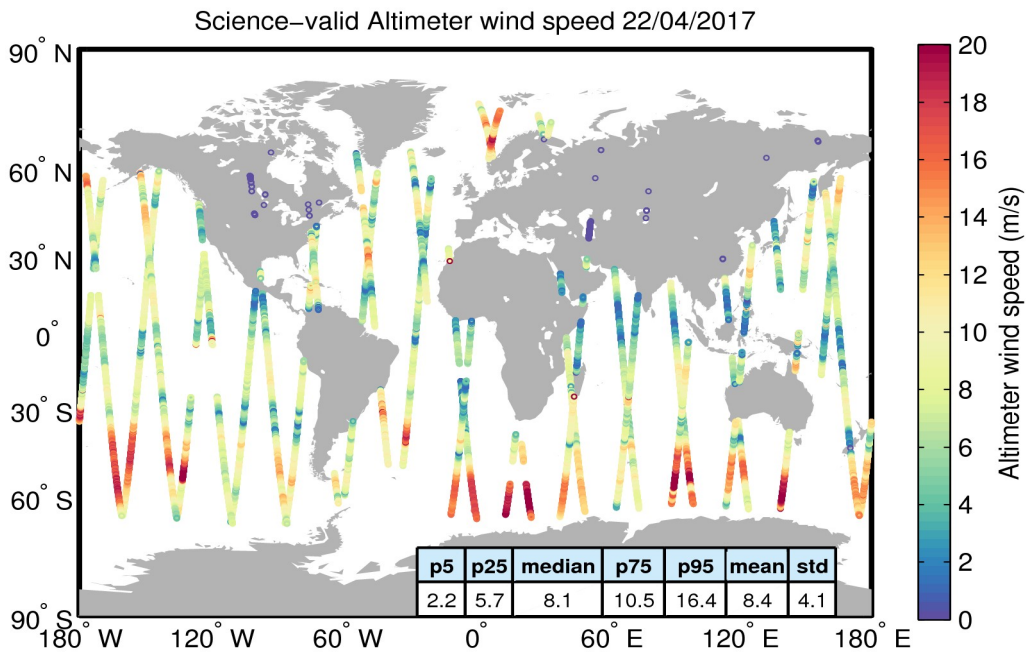 Science−valid Altimeter wind speed 22/04/2017
90° N
60° N
30° N
0°
30° S
60° S
90° S
180° W
120° W
60° W
0°
60° E
120° E
180° E
p5 p25 median p75 p95 mean std
2.2 5.7 8.1 10.5 16.4 8.4 4.1
20
18
16
14
12
10
8
6
4
2
0
Altimeter wind speed (m/s)